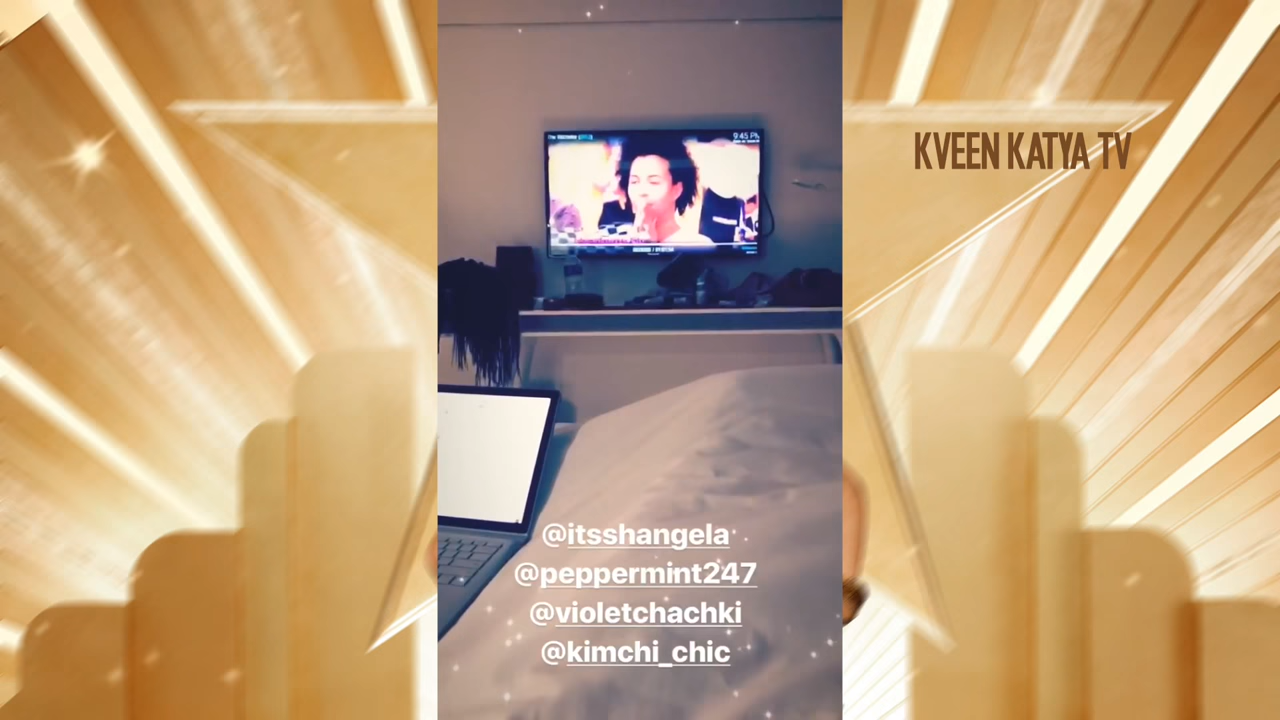 KVEEN KATYA TV
9:45 PM
@itsshangela
@peppermint247
@violetchachki
@kimchi_chic